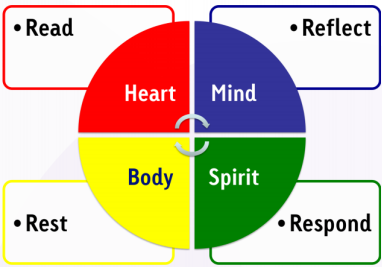 • Read
• Reflect
Heart
Mind
Body
Spirit
• Rest
• Respond